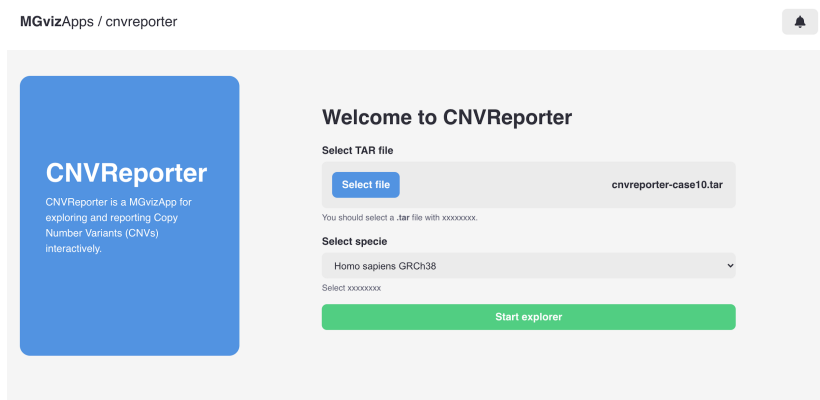 MGvizApps / cnvreporter
CNVReporter
CNVReporter is a MGvizApp for
exploring and reporting Copy
Number Variants (CNVs)
interactively.
Welcome to CNVReporter
Select TAR file
Select file
cnvreporter-case10.tar
You should select a .tar file with xxxxxxxx.
Select specie
Homo sapiens GRCh38
Select xxxxxxxx
Start explorer